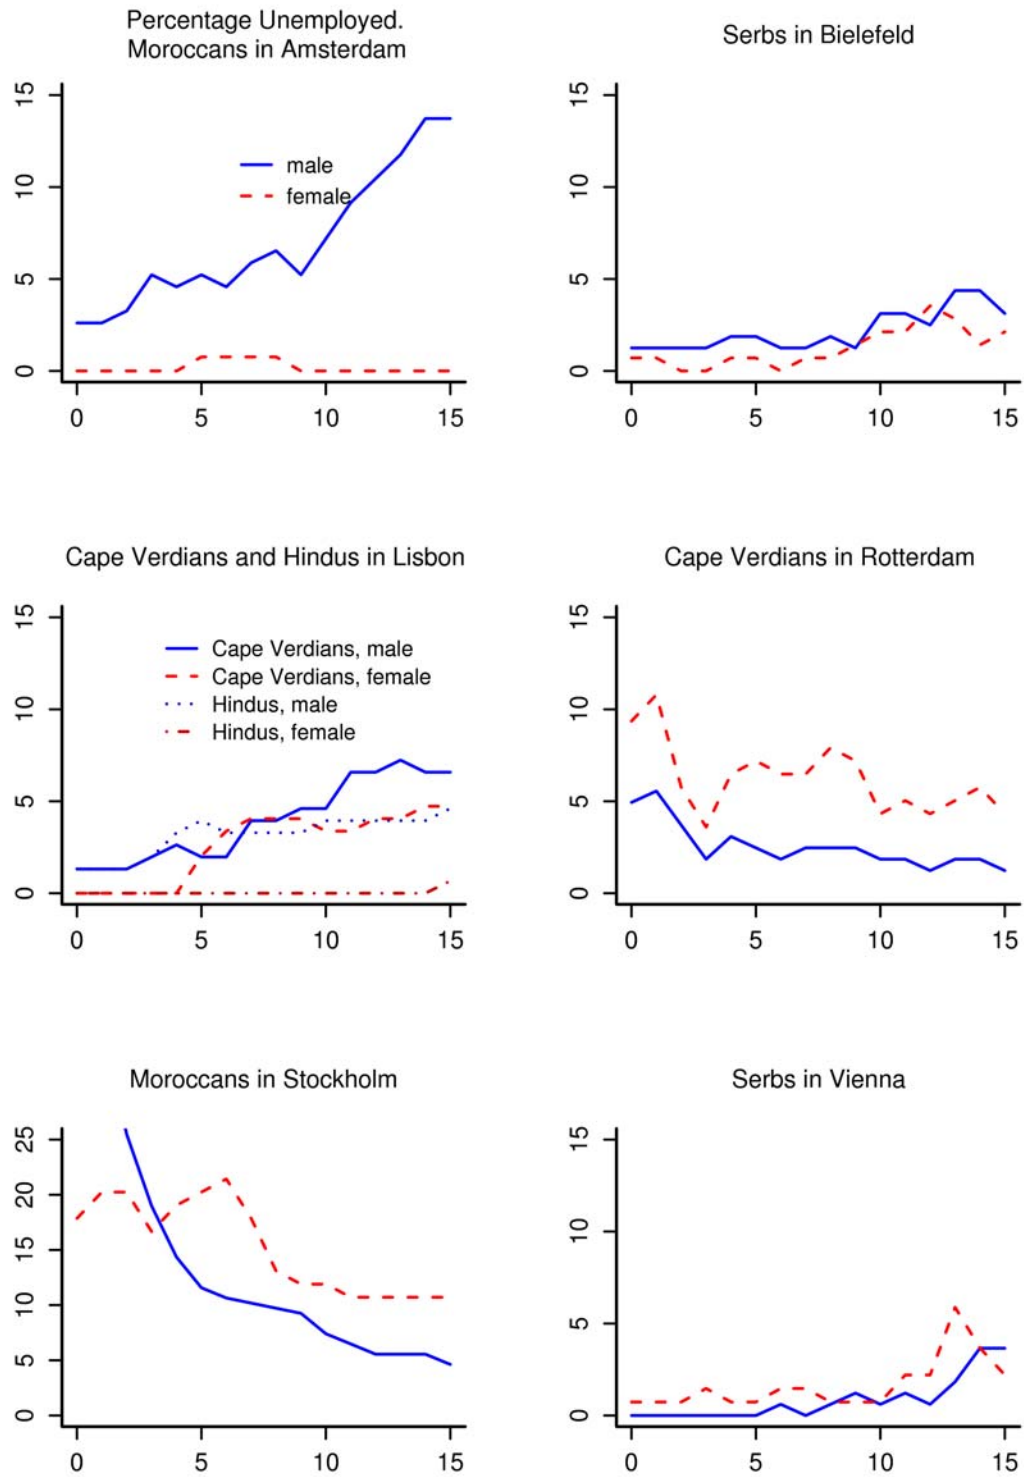 Percentage Unemployed.
Moroccans in Amsterdam
15
10
5
0
male
female
0 5 10 15
Serbs in Bielefeld
15
10
5
0
0 5 10 15
Cape Verdians and Hindus in Lisbon
15
10
5
0
Cape Verdians, male
Cape Verdians, female
Hindus, male
Hindus, female
0 5 10 15
Cape Verdians in Rotterdam
15
10
5
0
0 5 10 15
Moroccans in Stockholm
25
20
15
10
5
0
0 5 10 15
Serbs in Vienna
15
10
5
0
0 5 10 15